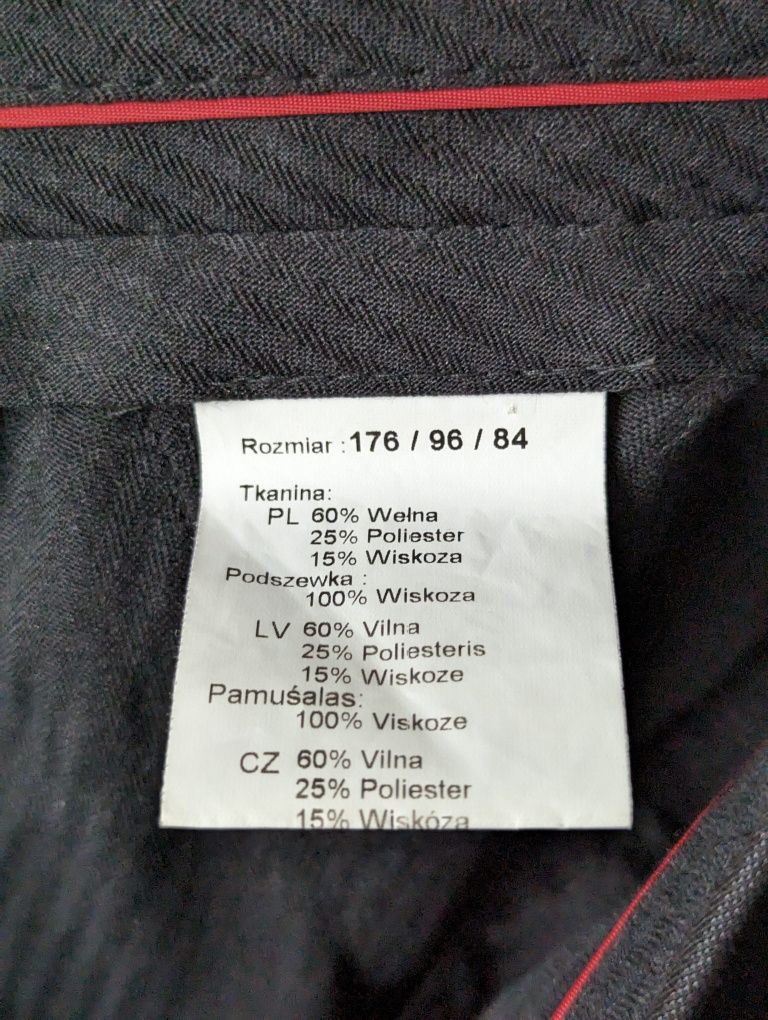 Rozmiar : 176 / 96 / 84
Tkanina:
PL 60% Wełna
25% Poliester
15% Wiskoza
Podszewka :
100% Wiskoza
LV 60% Vilna
25% Poliesteris
15% Wiskoze
Pamuśalas:
100% Viskoze
CZ 60% Vilna
25% Poliester
15% Wiskóza